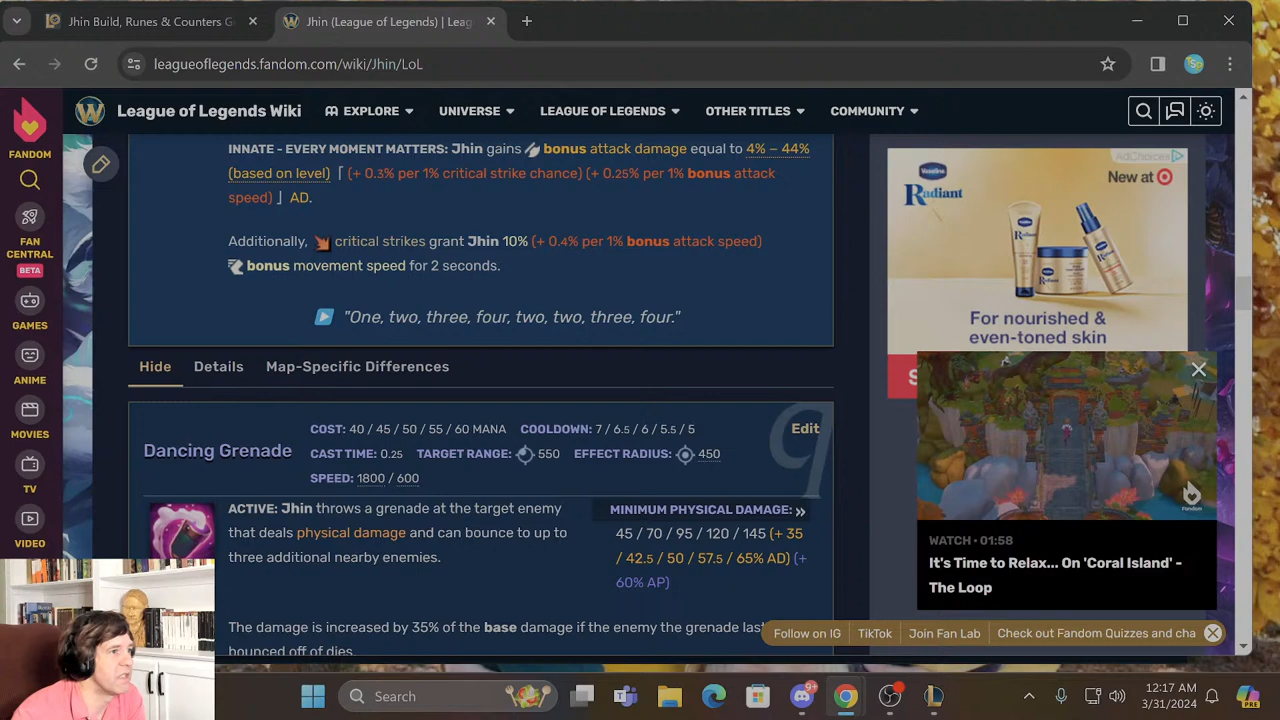 Jhin Build, Runes & Counters G
Jhin (League of Legends) | Leag
leagueoflegends.fandom.com/wiki/Jhin/LoL
FANDOM
FAN CENTRAL
BETA
GAMES
ANIME
MOVIES
TV
VIDEO
League of Legends Wiki
EXPLORE
UNIVERSE
LEAGUE OF LEGENDS
OTHER TITLES
COMMUNITY
INNATE - EVERY MOMENT MATTERS: Jhin gains bonus attack damage equal to 4% – 44%
(based on level) ⌈ (+ 0.3% per 1% critical strike chance) (+ 0.25% per 1% bonus attack
speed) ⌋ AD.
Additionally, critical strikes grant Jhin 10% (+ 0.4% per 1% bonus attack speed)
bonus movement speed for 2 seconds.
"One, two, three, four, two, two, three, four."
Hide Details Map-Specific Differences
Dancing Grenade
COST: 40 / 45 / 50 / 55 / 60 MANA COOLDOWN: 7 / 6.5 / 6 / 5.5 / 5
CAST TIME: 0.25 TARGET RANGE: 550 EFFECT RADIUS: 450
SPEED: 1800 / 600
Edit
q
ACTIVE: Jhin throws a grenade at the target enemy
that deals physical damage and can bounce to up to
three additional nearby enemies.
MINIMUM PHYSICAL DAMAGE: »
45 / 70 / 95 / 120 / 145 (+ 35
/ 42.5 / 50 / 57.5 / 65% AD) (+
60% AP)
The damage is increased by 35% of the base damage if the enemy the grenade las
bounced off of dies.
AdChoices
Vaseline
Radiant
New at
For nourished &
even-toned skin
S
Fandom
WATCH • 01:58
It's Time to Relax... On 'Coral Island' -
The Loop
Follow on IG
TikTok
Join Fan Lab
Check out Fandom Quizzes and cha
Search
9+
12:17 AM
3/31/2024
PRE